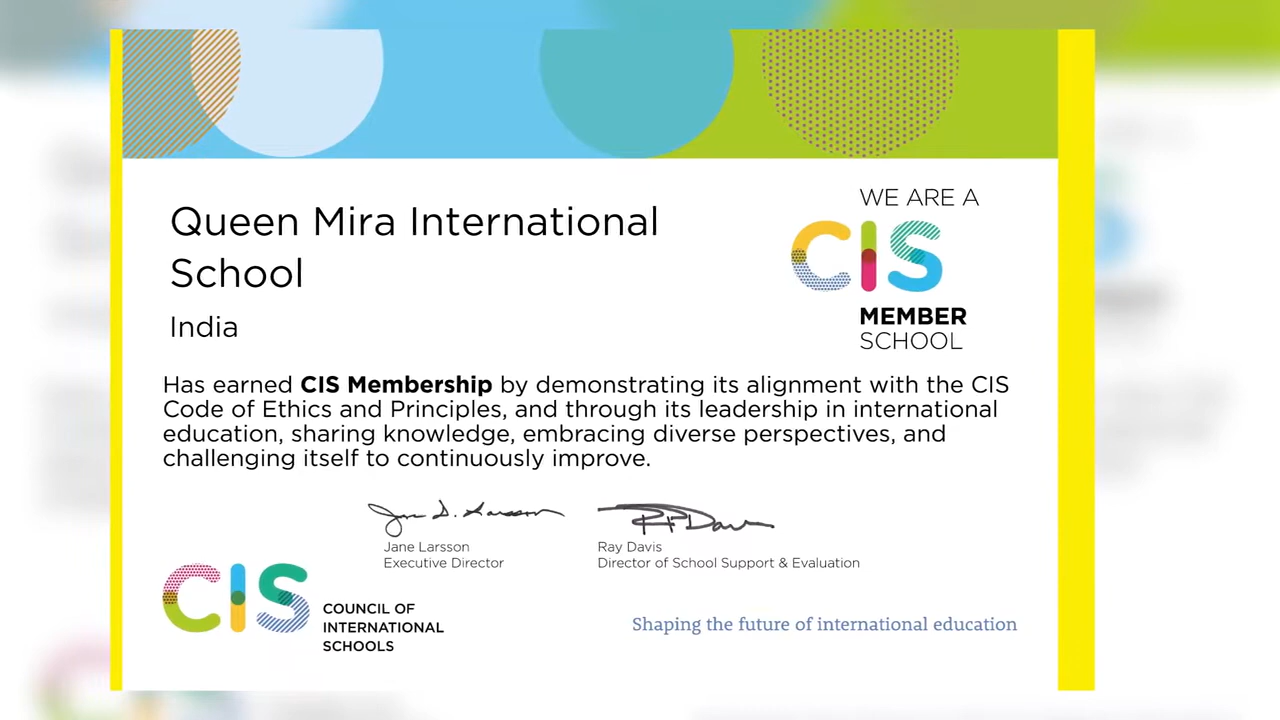 Queen Mira International
School
India
WE ARE A
CIS
MEMBER
SCHOOL
Has earned CIS Membership by demonstrating its alignment with the CIS
Code of Ethics and Principles, and through its leadership in international
education, sharing knowledge, embracing diverse perspectives, and
challenging itself to continuously improve.
Jane D. Larsson
R P Davis
Jane Larsson
Executive Director
Ray Davis
Director of School Support & Evaluation
CIS
COUNCIL OF
INTERNATIONAL
SCHOOLS
Shaping the future of international education